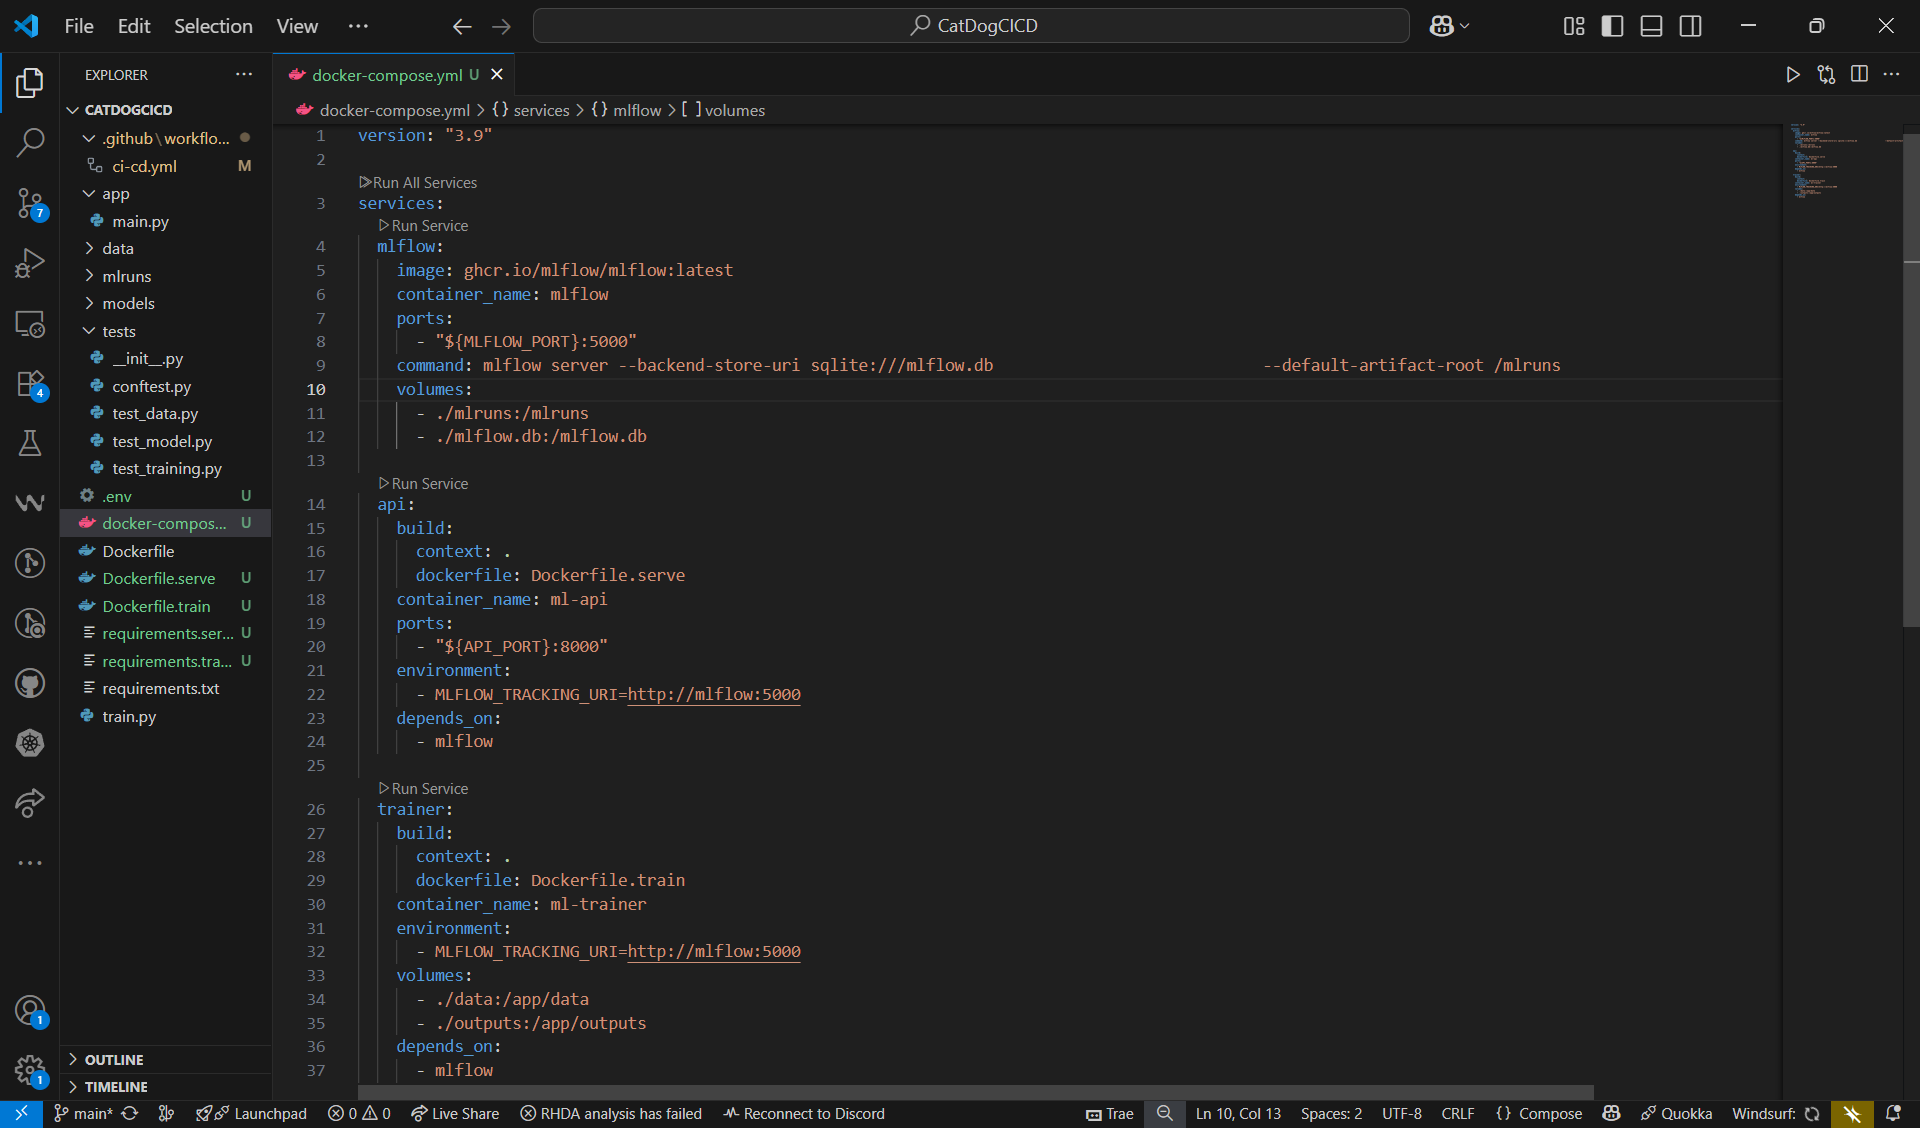 File Edit Selection View ···
CatDogCICD
EXPLORER ···
docker-compose.yml U
docker-compose.yml > {} services > {} mlflow > [ ] volumes
CATDOGCICD
.github\workflo...
ci-cd.yml M
app
main.py
data
mlruns
models
tests
__init__.py
conftest.py
test_data.py
test_model.py
test_training.py
.env U
docker-compos... U
Dockerfile
Dockerfile.serve U
Dockerfile.train U
requirements.ser... U
requirements.tra... U
requirements.txt
train.py
OUTLINE
TIMELINE
7
4
1
1
1 version: "3.9"
2
Run All Services
3 services:
Run Service
4 mlflow:
5 image: ghcr.io/mlflow/mlflow:latest
6 container_name: mlflow
7 ports:
8 - "${MLFLOW_PORT}:5000"
9 command: mlflow server --backend-store-uri sqlite:///mlflow.db --default-artifact-root /mlruns
10 volumes:
11 - ./mlruns:/mlruns
12 - ./mlflow.db:/mlflow.db
13
Run Service
14 api:
15 build:
16 context: .
17 dockerfile: Dockerfile.serve
18 container_name: ml-api
19 ports:
20 - "${API_PORT}:8000"
21 environment:
22 - MLFLOW_TRACKING_URI=http://mlflow:5000
23 depends_on:
24 - mlflow
25
Run Service
26 trainer:
27 build:
28 context: .
29 dockerfile: Dockerfile.train
30 container_name: ml-trainer
31 environment:
32 - MLFLOW_TRACKING_URI=http://mlflow:5000
33 volumes:
34 - ./data:/app/data
35 - ./outputs:/app/outputs
36 depends_on:
37 - mlflow
main* Launchpad 0 0 Live Share RHDA analysis has failed Reconnect to Discord Trae Ln 10, Col 13 Spaces: 2 UTF-8 CRLF {} Compose Quokka Windsurf: